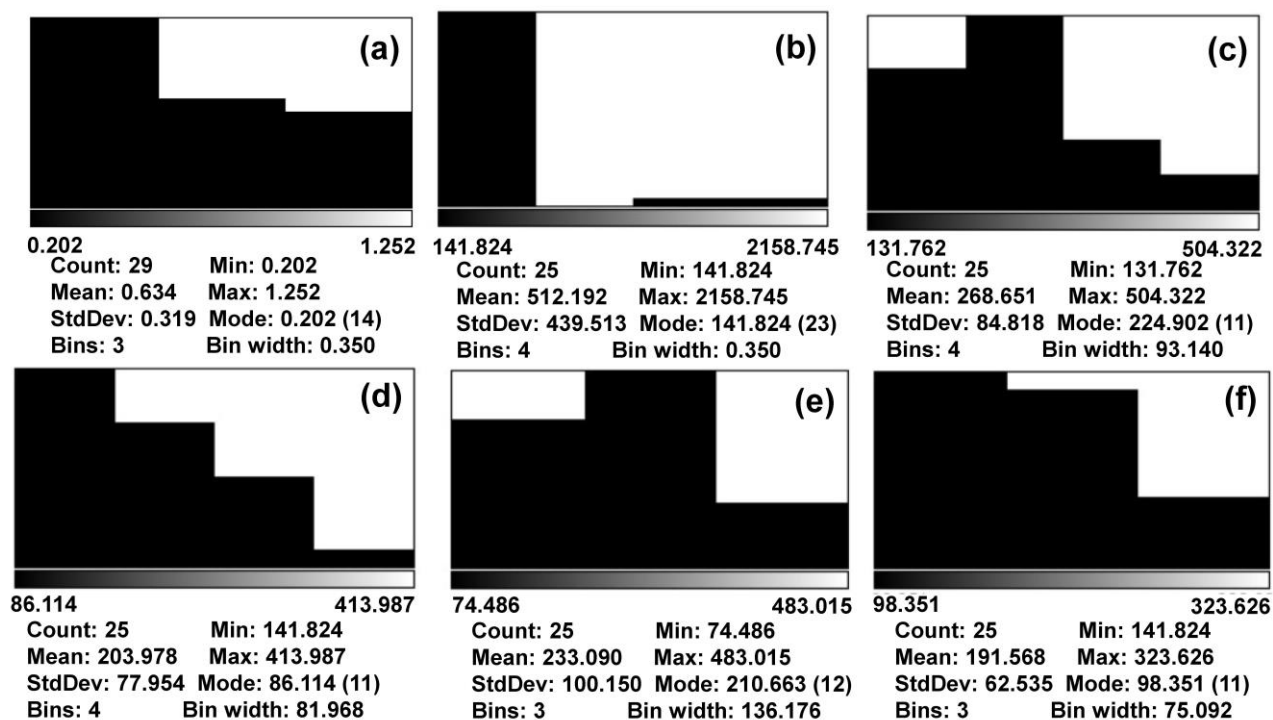 (a)
0.202 1.252
Count: 29 Min: 0.202
Mean: 0.634 Max: 1.252
StdDev: 0.319 Mode: 0.202 (14)
Bins: 3 Bin width: 0.350
(b)
141.824 2158.745
Count: 25 Min: 141.824
Mean: 512.192 Max: 2158.745
StdDev: 439.513 Mode: 141.824 (23)
Bins: 4 Bin width: 0.350
(c)
131.762 504.322
Count: 25 Min: 131.762
Mean: 268.651 Max: 504.322
StdDev: 84.818 Mode: 224.902 (11)
Bins: 4 Bin width: 93.140
(d)
86.114 413.987
Count: 25 Min: 141.824
Mean: 203.978 Max: 413.987
StdDev: 77.954 Mode: 86.114 (11)
Bins: 4 Bin width: 81.968
(e)
74.486 483.015
Count: 25 Min: 74.486
Mean: 233.090 Max: 483.015
StdDev: 100.150 Mode: 210.663 (12)
Bins: 3 Bin width: 136.176
(f)
98.351 323.626
Count: 25 Min: 141.824
Mean: 191.568 Max: 323.626
StdDev: 62.535 Mode: 98.351 (11)
Bins: 3 Bin width: 75.092